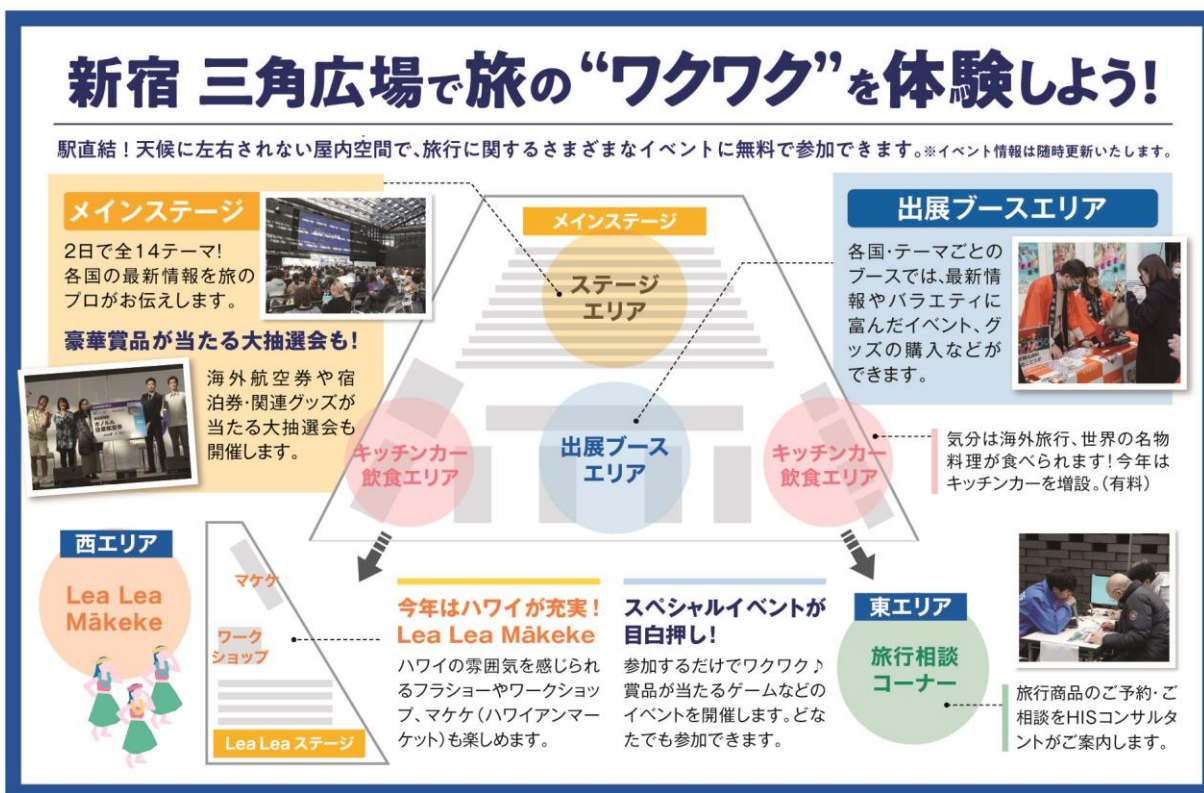 新宿 三角広場で旅の“ワクワク”を体験しよう!
駅直結!天候に左右されない屋内空間で、旅行に関するさまざまなイベントに無料で参加できます。※イベント情報は随時更新いたします。
メインステージ
2日で全14テーマ!
各国の最新情報を旅の
プロがお伝えします。
豪華賞品が当たる大抽選会も!
海外航空券や宿
泊券・関連グッズが
当たる大抽選会も
開催します。
メインステージ
ステージ
エリア
キッチンカー
飲食エリア
出展ブース
エリア
キッチンカー
飲食エリア
出展ブースエリア
各国・テーマごとの
ブースでは、最新情
報やバラエティに
富んだイベント、グ
ッズの購入などが
できます。
気分は海外旅行、世界の名物
料理が食べられます!今年は
キッチンカーを増設。(有料)
西エリア
Lea Lea
Mākeke
マケケ
ワーク
ショップ
Lea Lea ステージ
今年はハワイが充実!
Lea Lea Mākeke
ハワイの雰囲気を感じられ
るフラショーやワークショッ
プ、マケケ(ハワイアンマー
ケット)も楽しめます。
スペシャルイベントが
目白押し!
参加するだけでワクワク♪
賞品が当たるゲームなどの
イベントを開催します。どな
たでも参加できます。
東エリア
旅行相談
コーナー
旅行商品のご予約・ご
相談をHISコンサルタ
ントがご案内します。